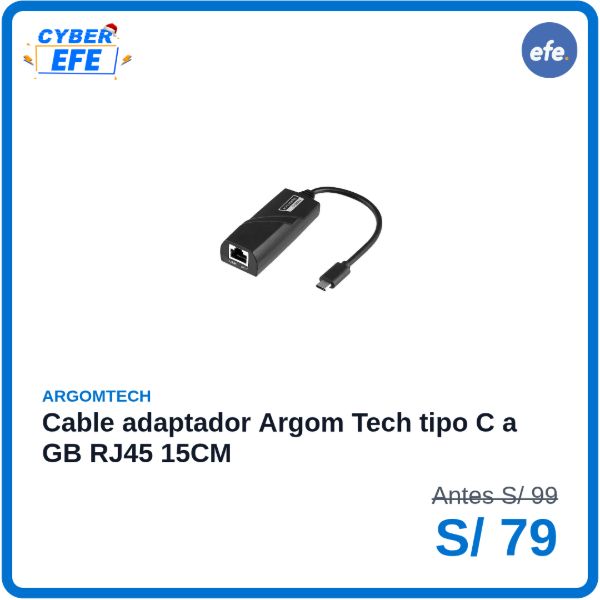 CYBER
EFE
efe.
ARGOMTECH
Cable adaptador Argom Tech tipo C a
GB RJ45 15CM
Antes S/ 99
S/ 79